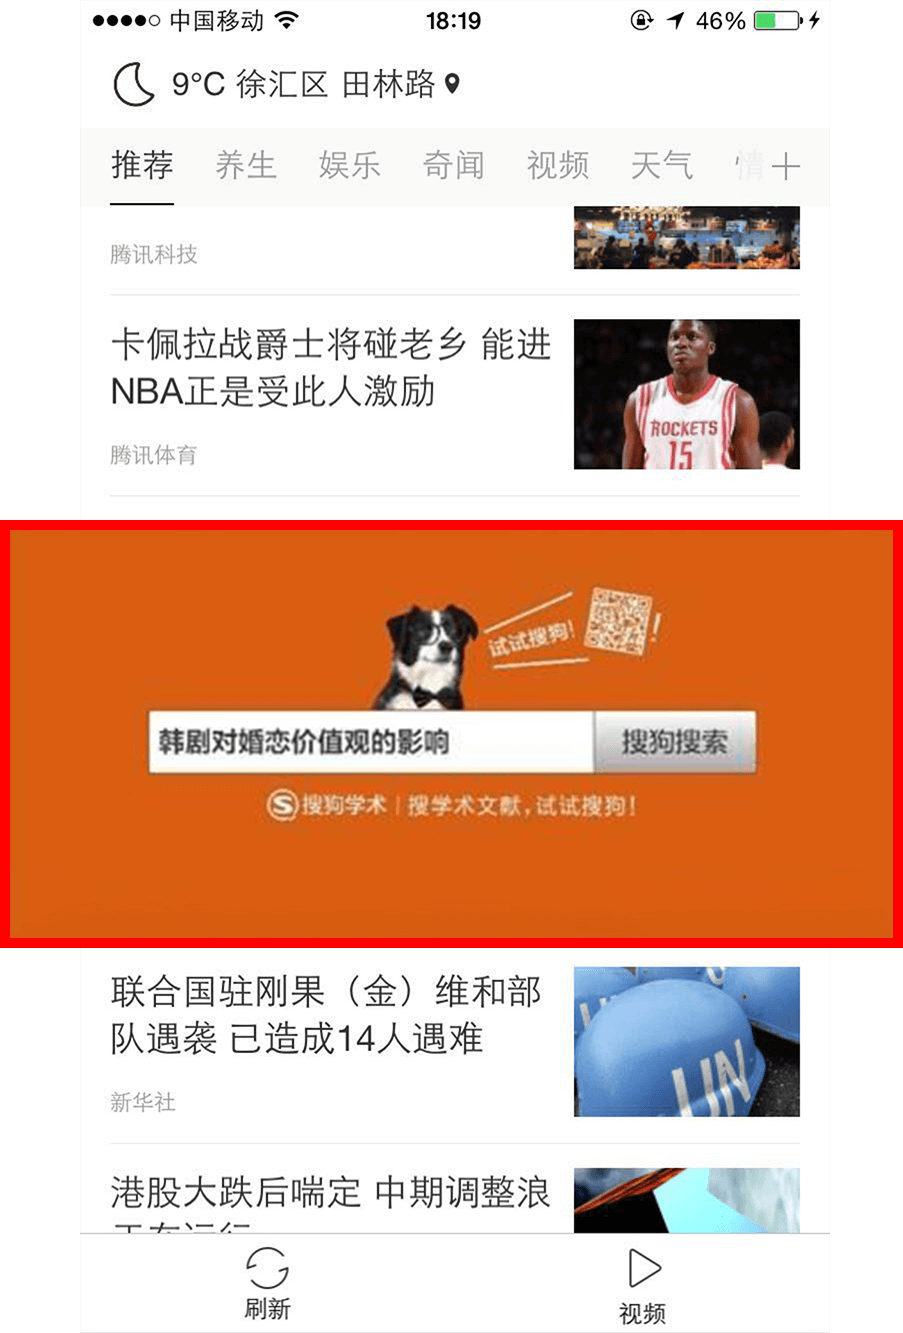 中国移动
18:19
46%
9°C 徐汇区 田林路
推荐 养生 娱乐 奇闻 视频 天气 情
腾讯科技
卡佩拉战爵士将碰老乡 能进
NBA正是受此人激励
腾讯体育
ROCKETS
15
试试搜狗!
韩剧对婚恋价值观的影响
搜狗搜索
S搜狗学术|搜学术文献,试试搜狗!
联合国驻刚果（金）维和部
队遇袭 已造成14人遇难
UN
新华社
港股大跌后喘定 中期调整浪
正在运行
刷新
视频